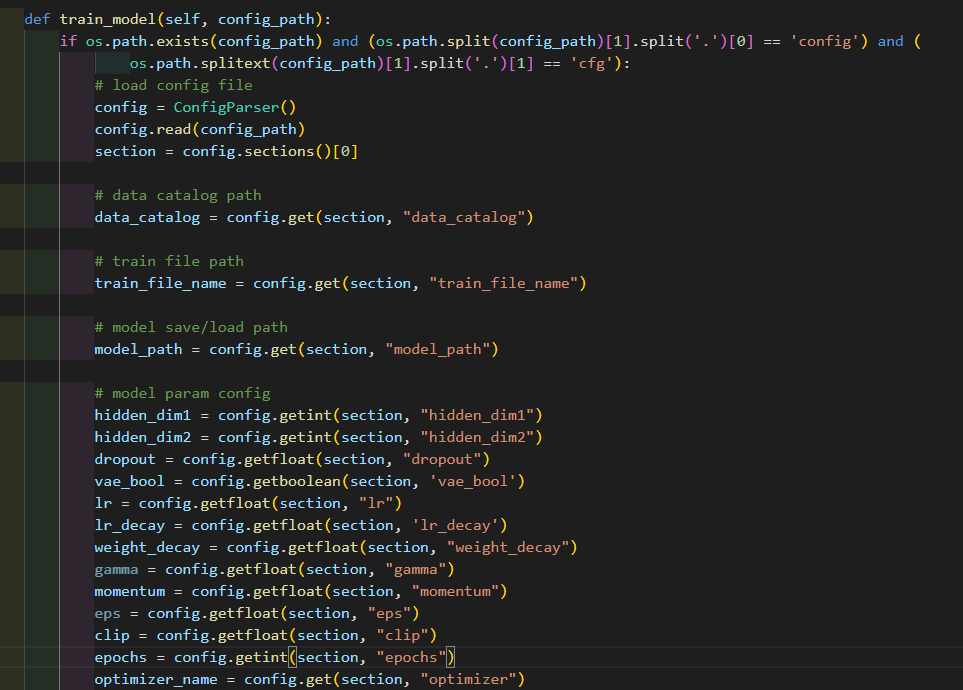 def train_model(self, config_path):
if os.path.exists(config_path) and (os.path.split(config_path)[1].split('.')[0] == 'config') and (
os.path.splitext(config_path)[1].split('.')[1] == 'cfg'):
# load config file
config = ConfigParser()
config.read(config_path)
section = config.sections()[0]
# data catalog path
data_catalog = config.get(section, "data_catalog")
# train file path
train_file_name = config.get(section, "train_file_name")
# model save/load path
model_path = config.get(section, "model_path")
# model param config
hidden_dim1 = config.getint(section, "hidden_dim1")
hidden_dim2 = config.getint(section, "hidden_dim2")
dropout = config.getfloat(section, "dropout")
vae_bool = config.getboolean(section, 'vae_bool')
lr = config.getfloat(section, "lr")
lr_decay = config.getfloat(section, 'lr_decay')
weight_decay = config.getfloat(section, "weight_decay")
gamma = config.getfloat(section, "gamma")
momentum = config.getfloat(section, "momentum")
eps = config.getfloat(section, "eps")
clip = config.getfloat(section, "clip")
epochs = config.getint(section, "epochs")
optimizer_name = config.get(section, "optimizer")